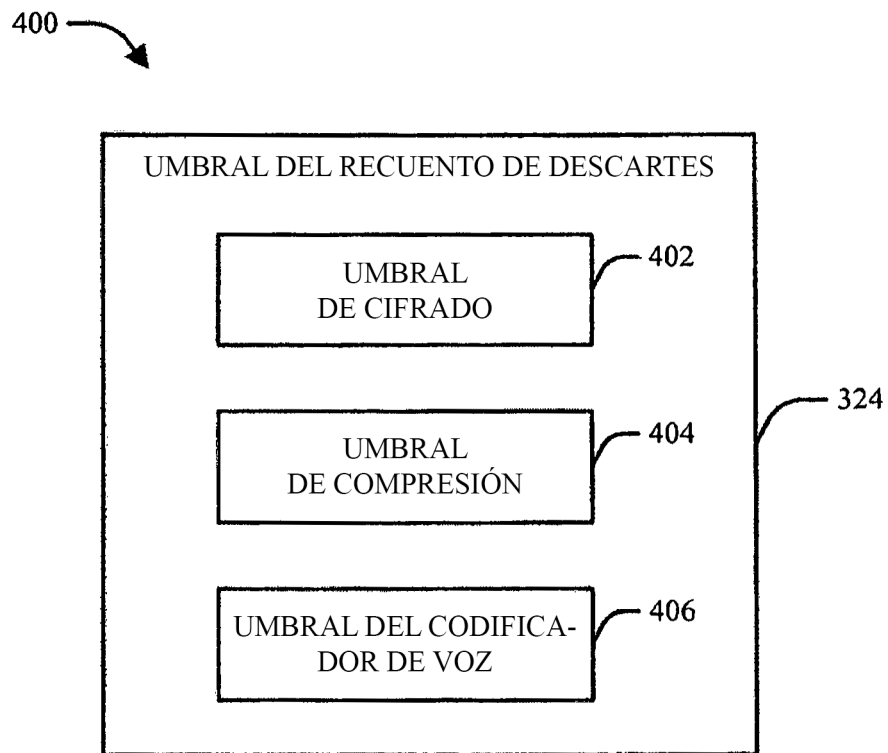 400
UMBRAL DEL RECUENTO DE DESCARTES
UMBRAL
DE CIFRADO
402
UMBRAL
DE COMPRESIÓN
404
324
UMBRAL DEL CODIFICA-
DOR DE VOZ
406